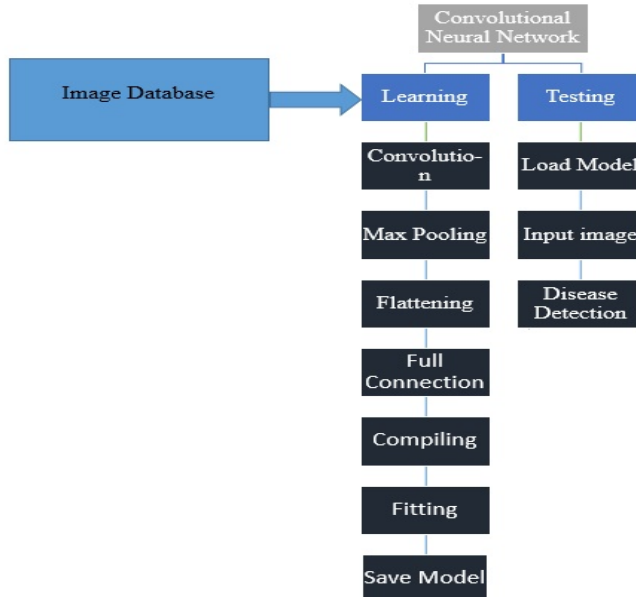 Convolutional
Neural Network
Image Database
Learning
Testing
Convolutio-
n
Load Model
Max Pooling
Input image
Flattening
Disease
Detection
Full
Connection
Compiling
Fitting
Save Model